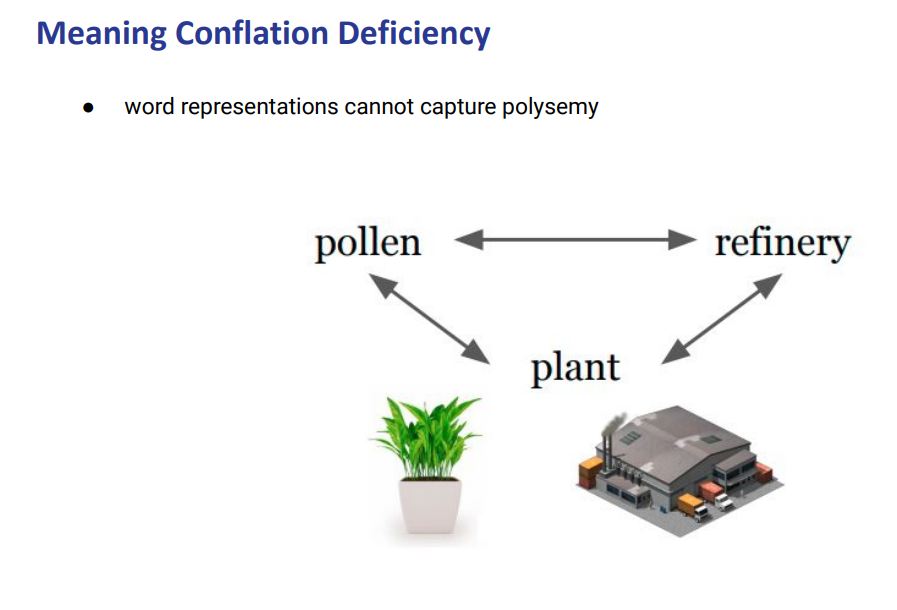 Meaning Conflation Deficiency
● word representations cannot capture polysemy
pollen refinery
plant